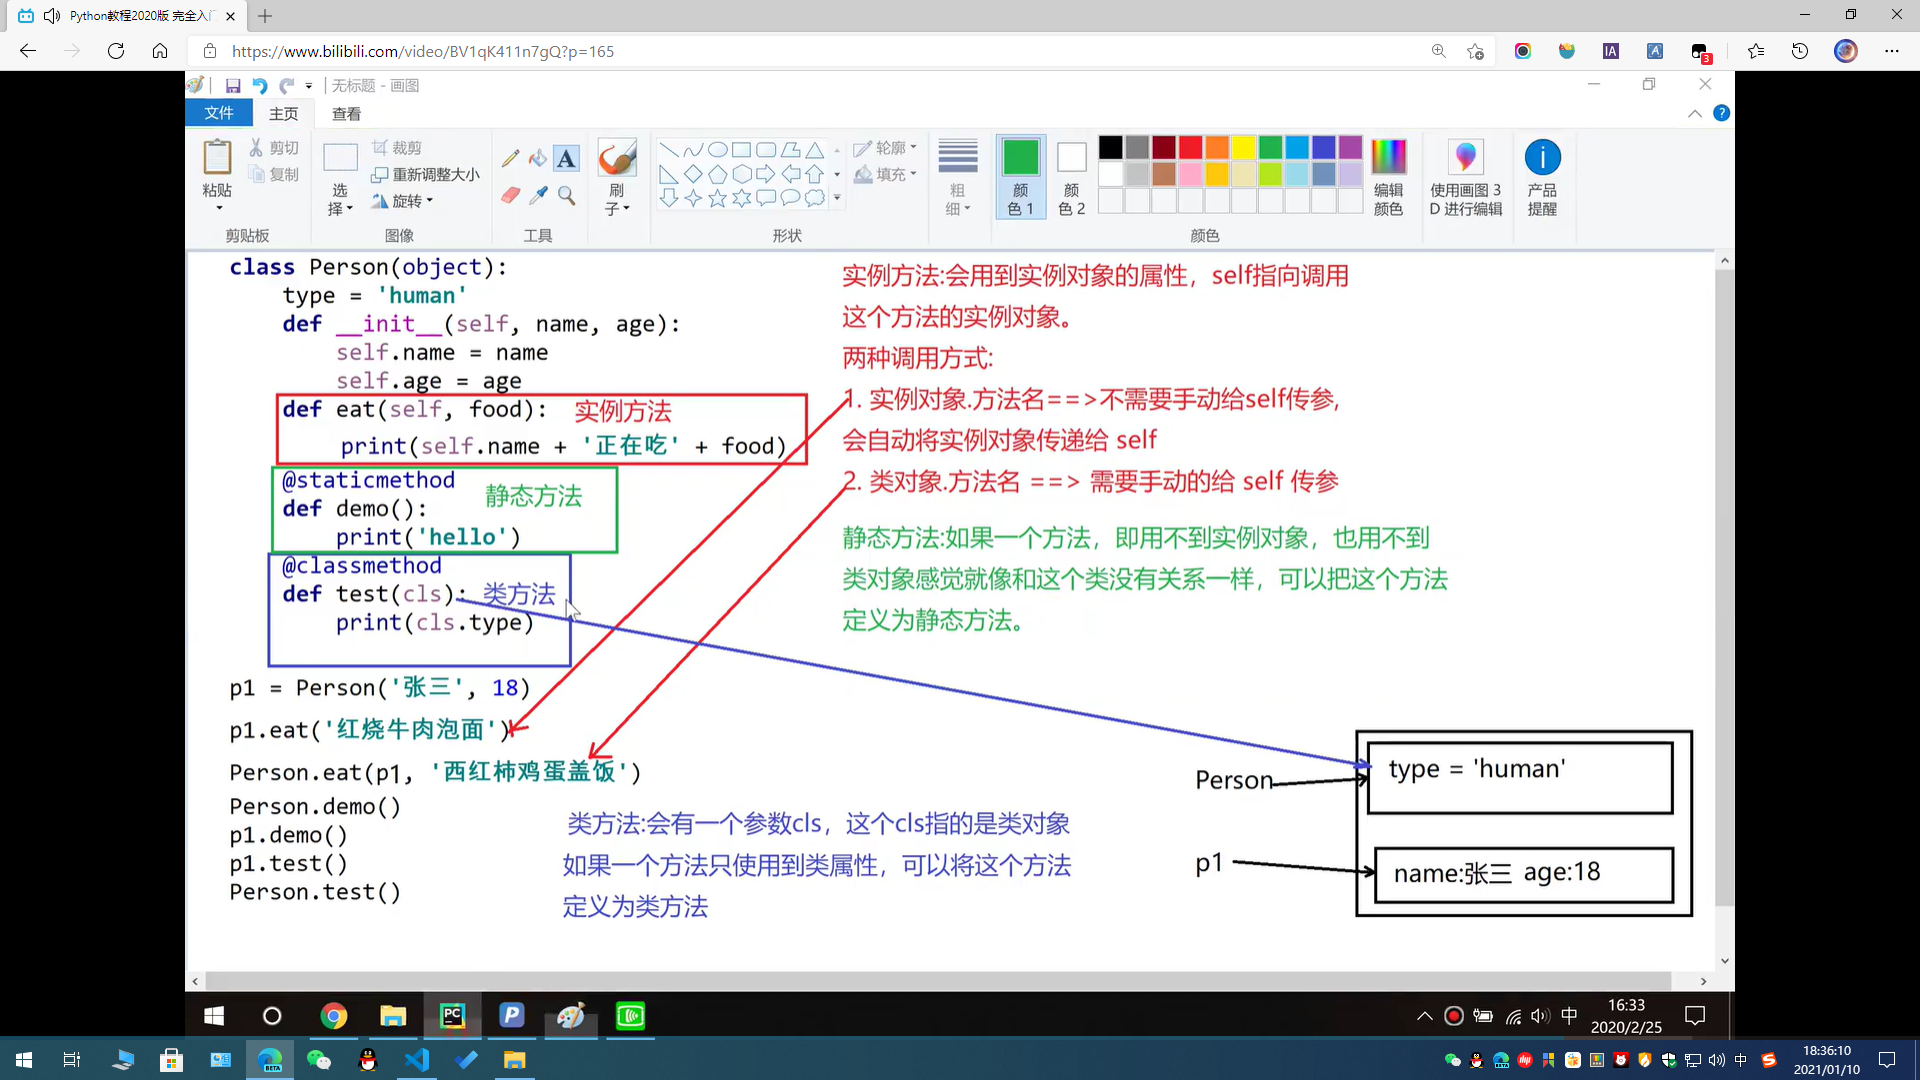 Python教程2020版 完全入
https://www.bilibili.com/video/BV1qK411n7gQ?p=165
IA
A
3
无标题 - 画图
文件
主页
查看
粘贴
剪切
复制
剪贴板
选
择
裁剪
重新调整大小
旋转
图像
A
工具
刷
子
轮廓
填充
形状
粗
细
颜
色 1
颜
色 2
编辑
颜色
颜色
使用画图 3
D 进行编辑
产品
提醒
class Person(object):
type = 'human'
def __init__(self, name, age):
self.name = name
self.age = age
def eat(self, food): 实例方法
print(self.name + '正在吃' + food)
@staticmethod
静态方法
def demo():
print('hello')
@classmethod
def test(cls): 类方法
print(cls.type)
p1 = Person('张三', 18)
p1.eat('红烧牛肉泡面')
Person.eat(p1, '西红柿鸡蛋盖饭')
Person.demo()
p1.demo()
p1.test()
Person.test()
实例方法:会用到实例对象的属性，self指向调用
这个方法的实例对象。
两种调用方式:
1. 实例对象.方法名==>不需要手动给self传参,
会自动将实例对象传递给 self
2. 类对象.方法名 ==> 需要手动的给 self 传参
静态方法:如果一个方法，即用不到实例对象，也用不到
类对象感觉就像和这个类没有关系一样，可以把这个方法
定义为静态方法。
类方法:会有一个参数cls，这个cls指的是类对象
如果一个方法只使用到类属性，可以将这个方法
定义为类方法
Person
type = 'human'
p1
name:张三 age:18
PC
P
中
16:33
2020/2/25
BETA
中
18:36:10
2021/01/10